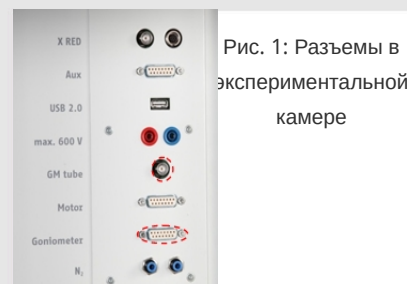 X RED
Aux
USB 2.0
max. 600 V
GM tube
Motor
Goniometer
N₂
Рис. 1: Разъемы в
экспериментальной
камере